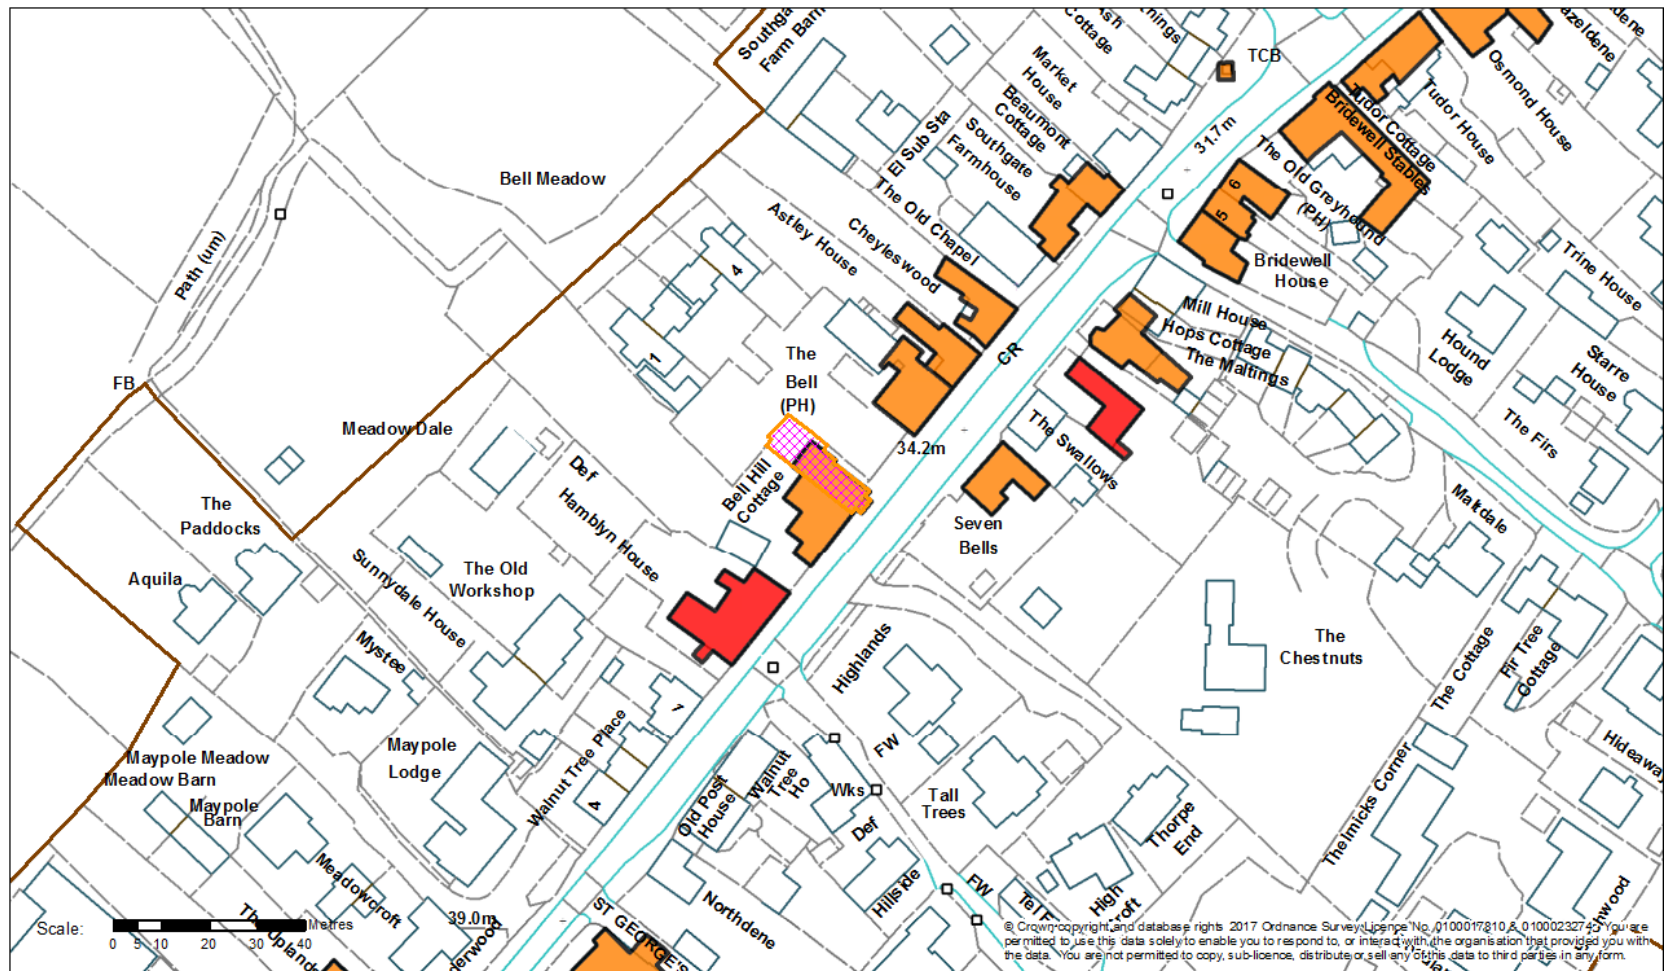 Southgate
Farm Barn
Ash
Cottage
TCB
Market
House
Beaumont
Cottage
Southgate
Farmhouse
El Sub Sta
The Old Chapel
Cheyleswood
Astley House
Bell Meadow
Path (um)
31.7m
Osmond House
Tudor House
Tudor Cottage
Bridewell Stables
The Old Greyhound
(PH)
6
5
Bridewell
House
Trine House
Mill House
Hops Cottage
The Maltings
Hound
Lodge
Starre
House
The Firs
4
1
The
Bell
(PH)
CR
34.2m
The Swallows
FB
Meadow Dale
Def
Bell Hill
Cottage
Hamblyn House
Seven
Bells
Maltdale
The
Paddocks
Aquila
Sunnydale House
The Old
Workshop
Mystee
Highlands
The
Chestnuts
The Cottage
Fir Tree
Cottage
Hideaway
Maypole Meadow
Meadow Barn
Maypole
Barn
Maypole
Lodge
Walnut Tree Place
1
4
Old Post
House
Walnut
Tree
Ho
Wks
FW
Tall
Trees
Def
Thorpe
End
Thelmicks Corner
Meadowcroft
Hillside
FW
High
Northdene
ST GEORGE'S
39.0m
Scale:
0 5 10 20 30 40
Metres
© Crown copyright and database rights 2017 Ordnance Survey Licence No. 0100017810 & 0100023274. You are
permitted to use this data solely to enable you to respond to, or interact with, the organisation that provided you with
the data. You are not permitted to copy, sub-licence, distribute or sell any of this data to third parties in any form.